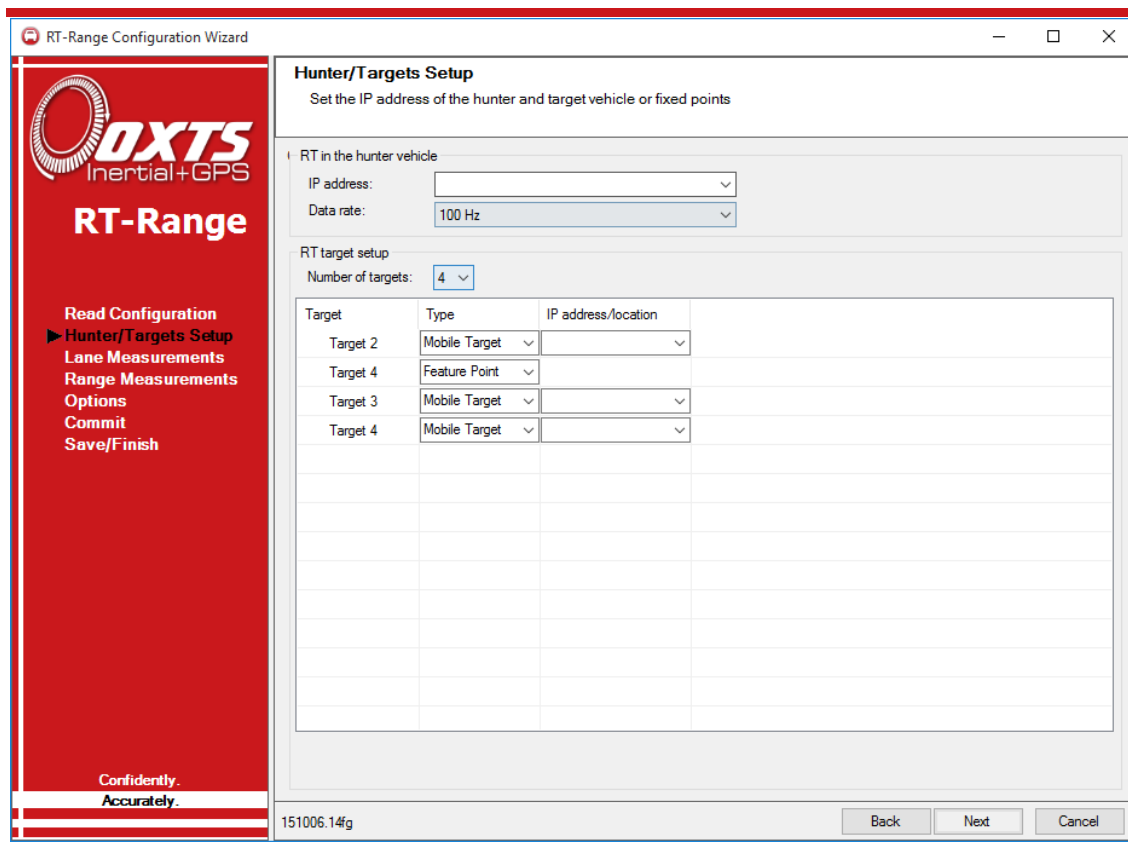 RT-Range Configuration Wizard
OXTS
Inertial+GPS
RT-Range
Read Configuration
Hunter/Targets Setup
Lane Measurements
Range Measurements
Options
Commit
Save/Finish
Confidently.
Accurately.
Hunter/Targets Setup
Set the IP address of the hunter and target vehicle or fixed points
RT in the hunter vehicle
IP address:
Data rate: 100 Hz
RT target setup
Number of targets: 4
Target Type IP address/location
Target 2 Mobile Target
Target 4 Feature Point
Target 3 Mobile Target
Target 4 Mobile Target
151006.14fg
Back Next Cancel